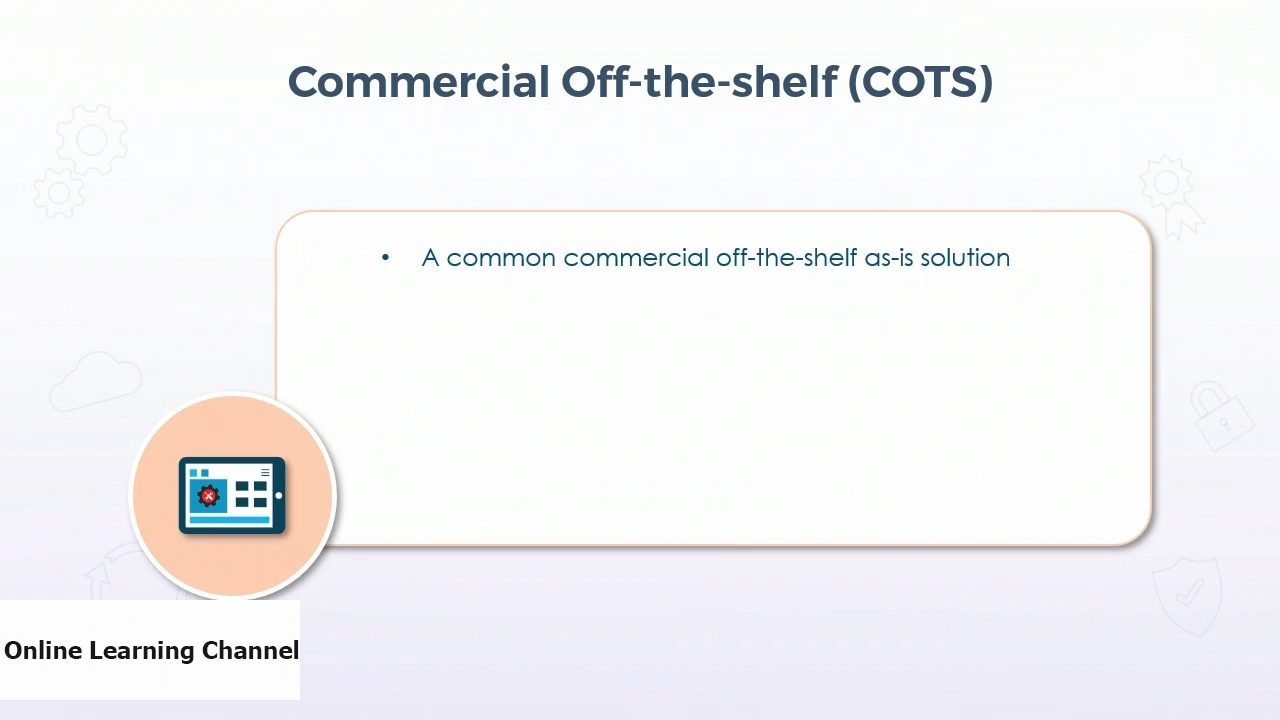 Commercial Off-the-shelf (COTS)
• A common commercial off-the-shelf as-is solution
Online Learning Channel